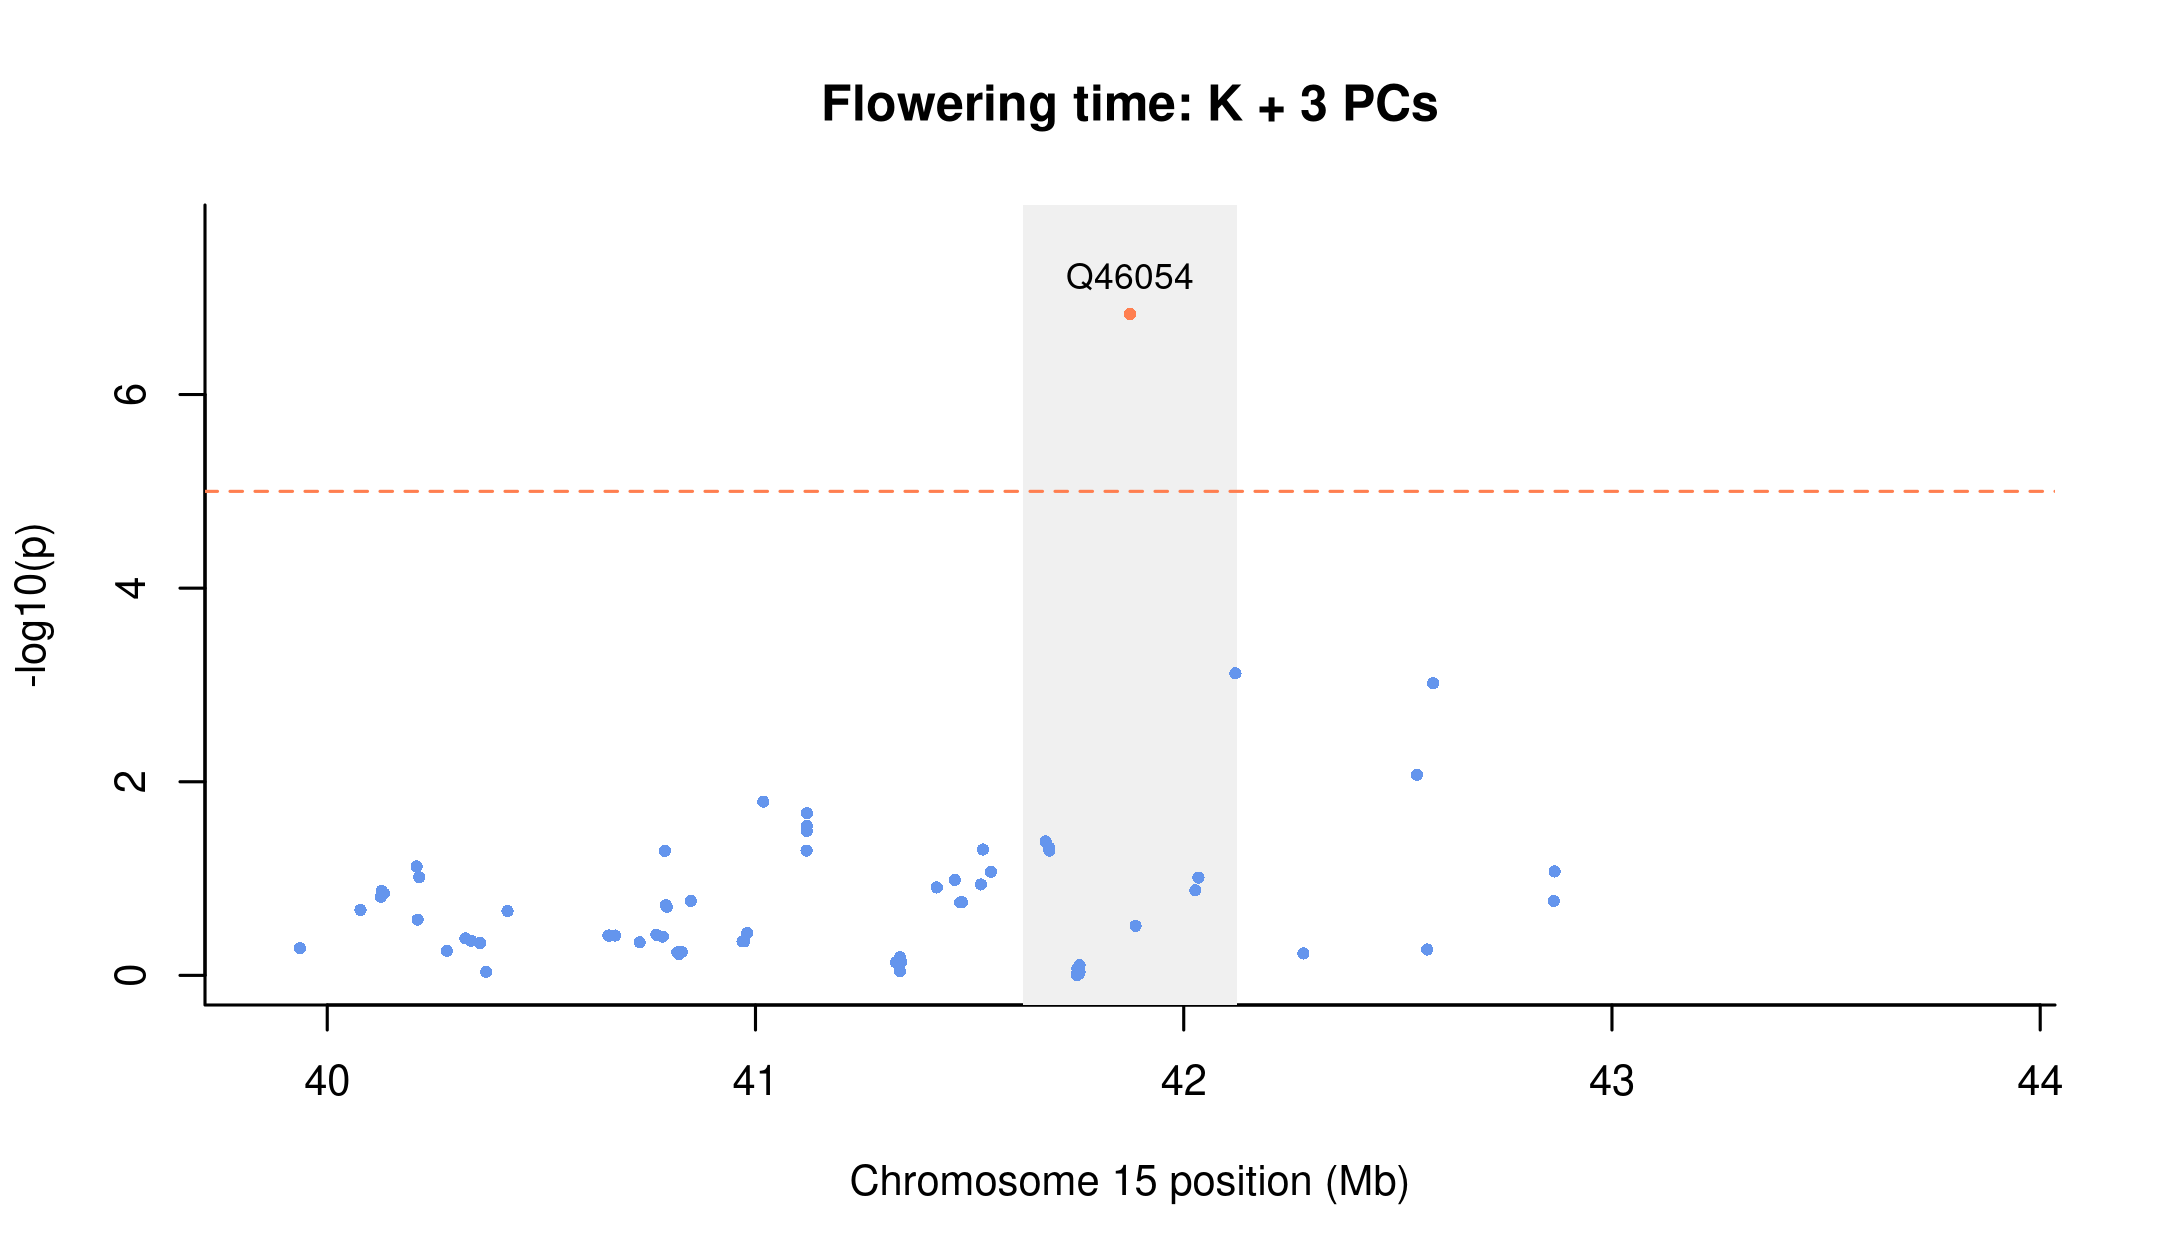 Flowering time: K + 3 PCs
Q46054
-log10(p)
6
4
2
0
40 41 42 43 44
Chromosome 15 position (Mb)